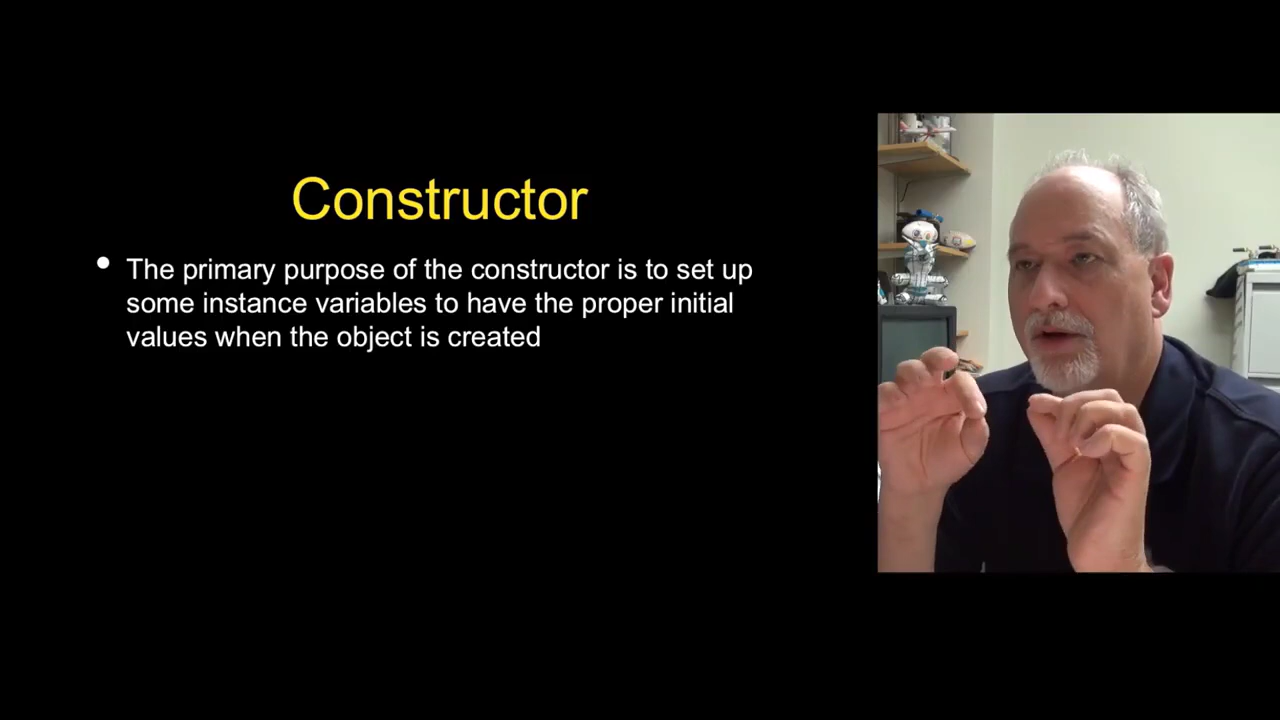 Constructor
• The primary purpose of the constructor is to set up
some instance variables to have the proper initial
values when the object is created